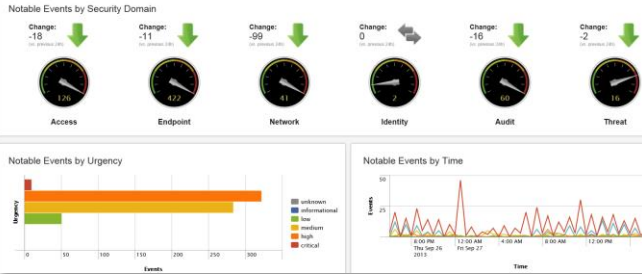 Notable Events by Security Domain
Change: Change: Change: Change: Change: Change:
-18 -11 -99 0 -16 -2
126 422 41 2 60 16
Access Endpoint Network Identity Audit Threat
Notable Events by Urgency
Urgency
unknown
informational
low
medium
high
critical
0 50 100 150 200 250 300
Events
Notable Events by Time
50
25
Events
8:00 PM 12:00 AM 4:00 AM 8:00 AM 12:00 PM
Thu Sep 26 Fri Sep 27
2013
Time